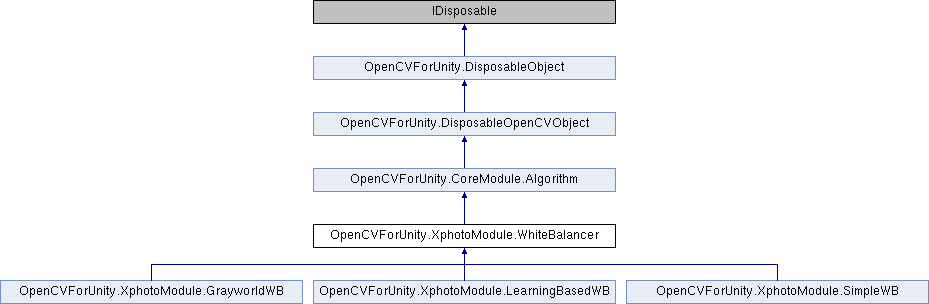 IDisposable
OpenCVForUnity.DisposableObject
OpenCVForUnity.DisposableOpenCVObject
OpenCVForUnity.CoreModule.Algorithm
OpenCVForUnity.XphotoModule.WhiteBalancer
OpenCVForUnity.XphotoModule.GrayworldWB
OpenCVForUnity.XphotoModule.LearningBasedWB
OpenCVForUnity.XphotoModule.SimpleWB